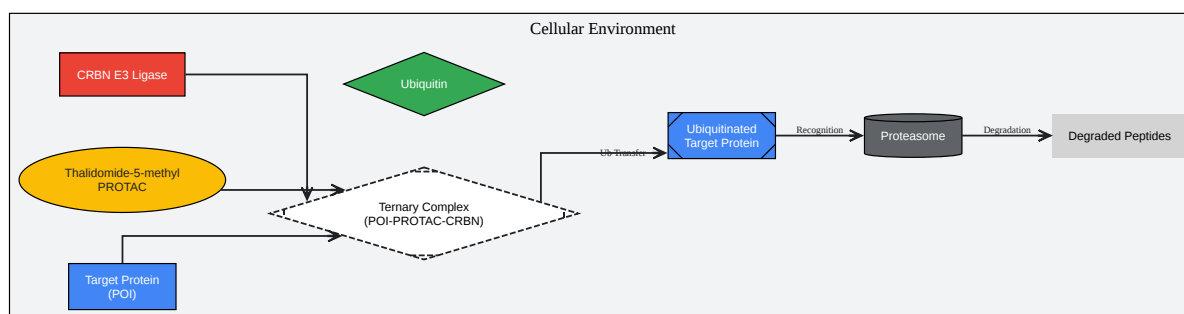 Cellular Environment
CRBN E3 Ligase
Ubiquitin
Thalidomide-5-methyl
PROTAC
Target Protein
(POI)
Ternary Complex
(POI-PROTAC-CRBN)
Ub Transfer
Ubiquitinated
Target Protein
Recognition
Proteasome
Degradation
Degraded Peptides